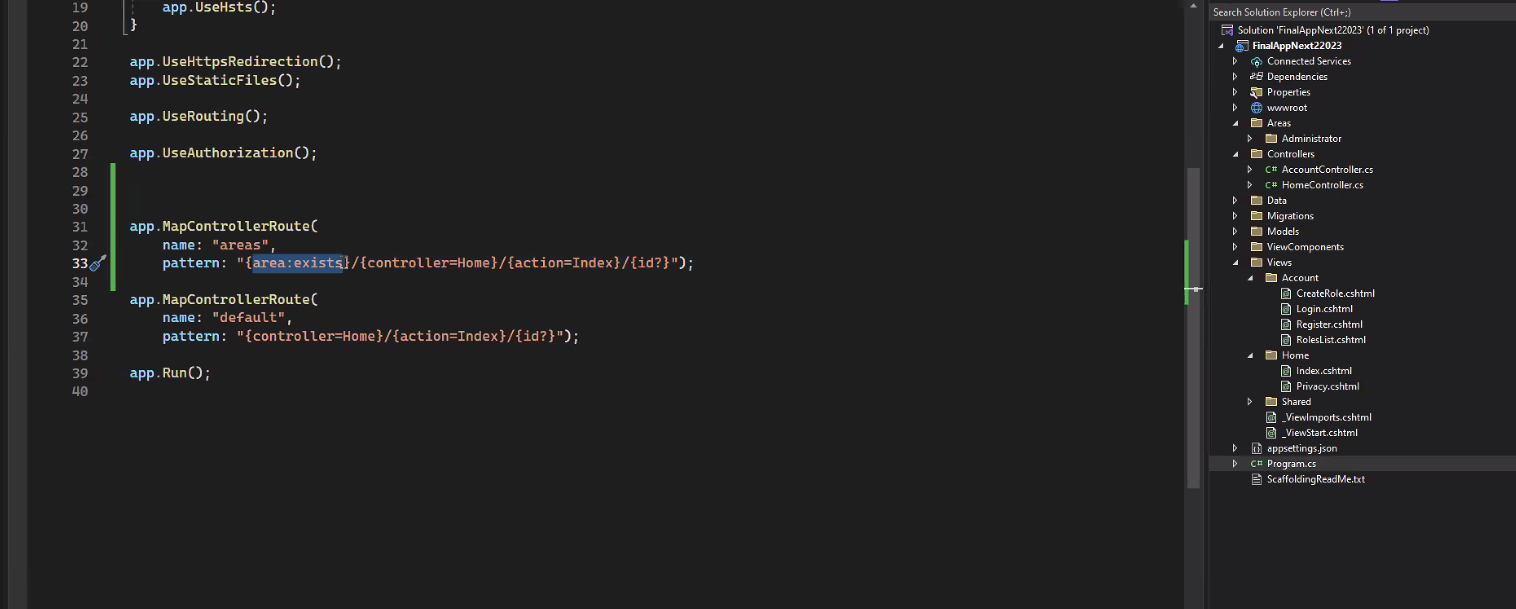 19 app.UseHsts();
20 }
21
22 app.UseHttpsRedirection();
23 app.UseStaticFiles();
24
25 app.UseRouting();
26
27 app.UseAuthorization();
28
29
30
31 app.MapControllerRoute(
32 name: "areas",
33 pattern: "{area:exists}/{controller=Home}/{action=Index}/{id?}");
34
35 app.MapControllerRoute(
36 name: "default",
37 pattern: "{controller=Home}/{action=Index}/{id?}");
38
39 app.Run();
40
Search Solution Explorer (Ctrl+;)
Solution 'FinalAppNext22023' (1 of 1 project)
FinalAppNext22023
Connected Services
Dependencies
Properties
wwwroot
Areas
Administrator
Controllers
C# AccountController.cs
C# HomeController.cs
Data
Migrations
Models
ViewComponents
Views
Account
CreateRole.cshtml
Login.cshtml
Register.cshtml
RolesList.cshtml
Home
Index.cshtml
Privacy.cshtml
Shared
_ViewImports.cshtml
_ViewStart.cshtml
appsettings.json
C# Program.cs
ScaffoldingReadMe.txt